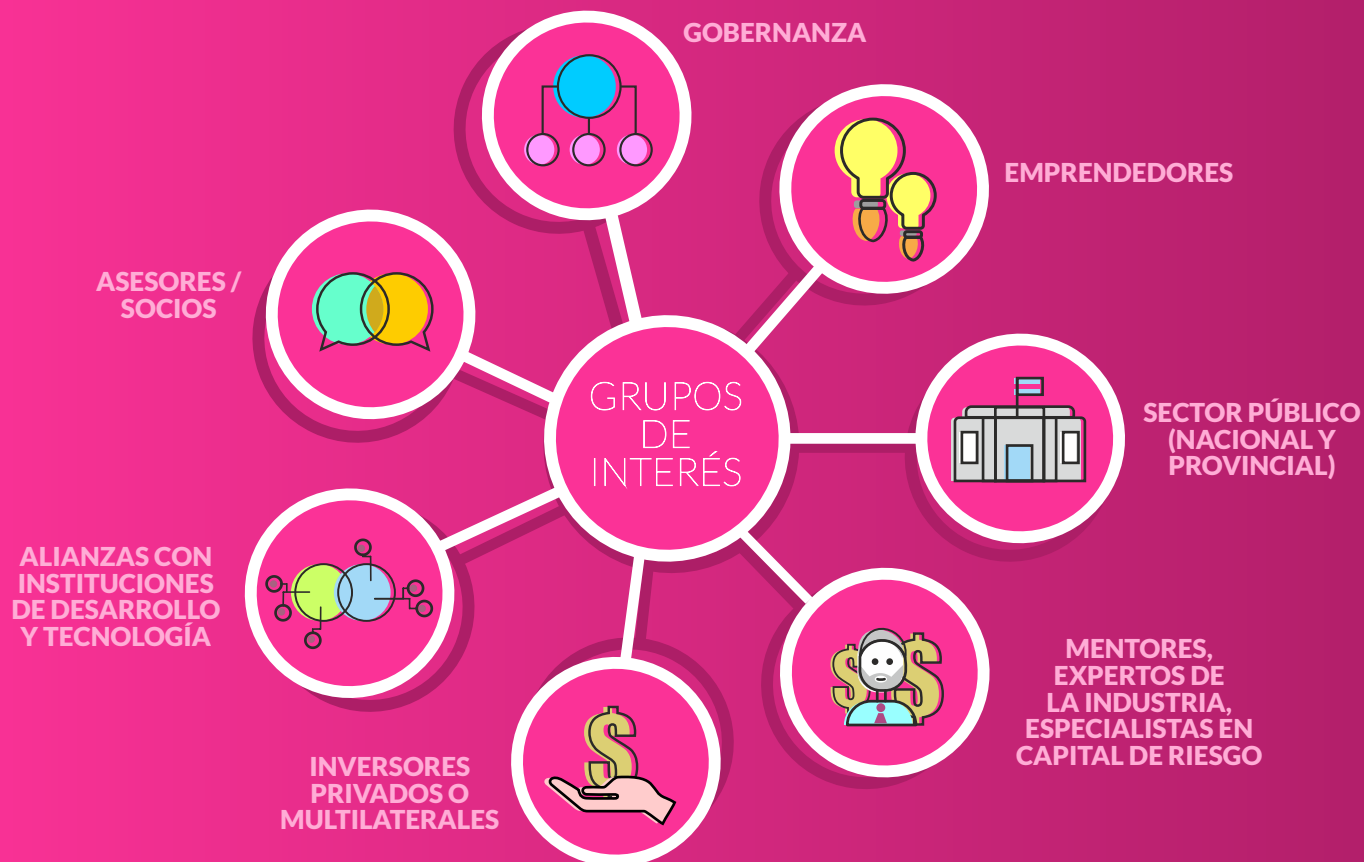 GOBERNANZA
EMPRENDEDORES
ASESORES /
SOCIOS
GRUPOS
DE
INTERÉS
SECTOR PÚBLICO
(NACIONAL Y
PROVINCIAL)
ALIANZAS CON
INSTITUCIONES
DE DESARROLLO
Y TECNOLOGÍA
MENTORES,
EXPERTOS DE
LA INDUSTRIA,
ESPECIALISTAS EN
CAPITAL DE RIESGO
INVERSORES
PRIVADOS O
MULTILATERALES